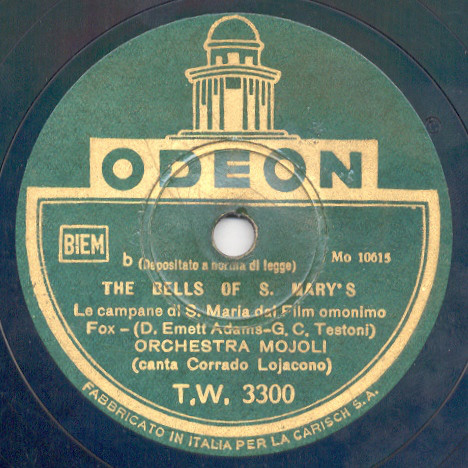 ODEON
BIEM
b (Depositato a norma di legge) Mo 10615
THE BELLS OF S. MARY'S
Le campane di S. Maria dal Film omonimo
Fox - (D. Emett Adams-G. C. Testoni)
ORCHESTRA MOJOLI
(canta Corrado Lojacono)
T.W. 3300
FABBRICATO IN ITALIA PER LA CARISCH S.A.